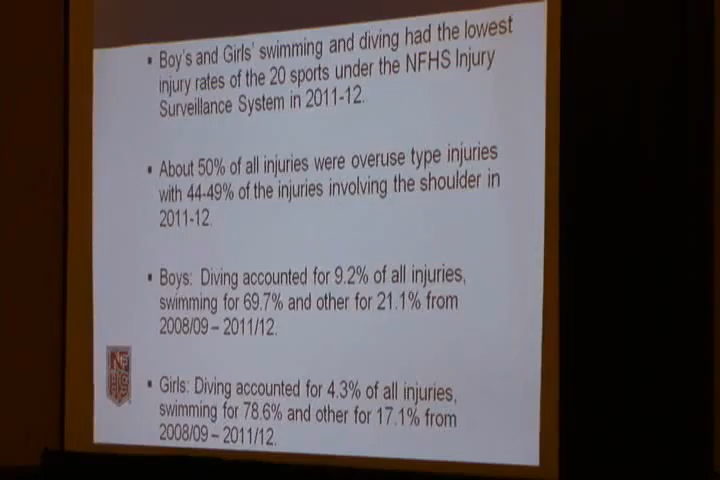 • Boy's and Girls' swimming and diving had the lowest
injury rates of the 20 sports under the NFHS Injury
Surveillance System in 2011-12.
• About 50% of all injuries were overuse type injuries
with 44-49% of the injuries involving the shoulder in
2011-12.
• Boys: Diving accounted for 9.2% of all injuries,
swimming for 69.7% and other for 21.1% from
2008/09 – 2011/12.
• Girls: Diving accounted for 4.3% of all injuries,
swimming for 78.6% and other for 17.1% from
2008/09 – 2011/12.